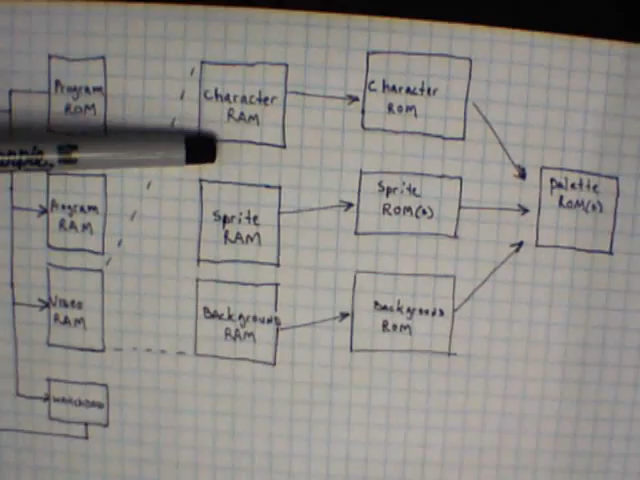 Program
ROM
Character
RAM
Character
ROM
Program
RAM
Sprite
RAM
Sprite
ROM(s)
Palette
ROM(s)
Video
RAM
Background
RAM
Background
ROM
Watchdog